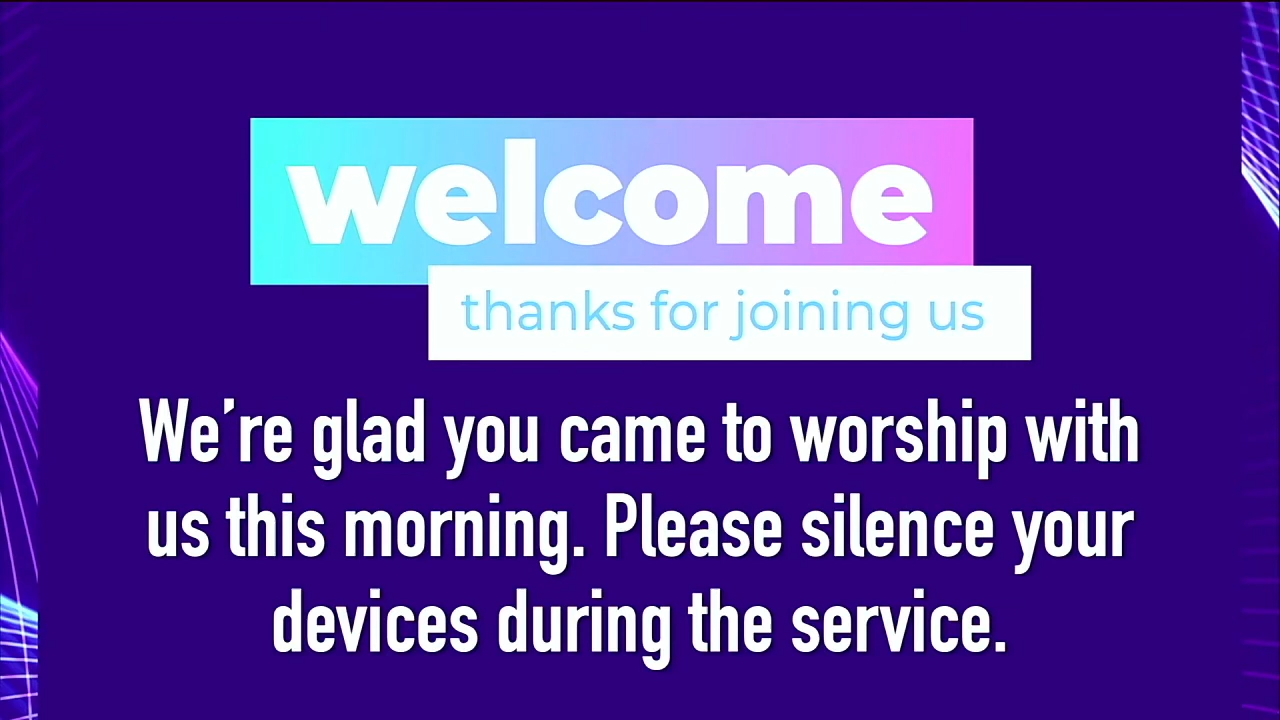 welcome
thanks for joining us
We’re glad you came to worship with
us this morning. Please silence your
devices during the service.